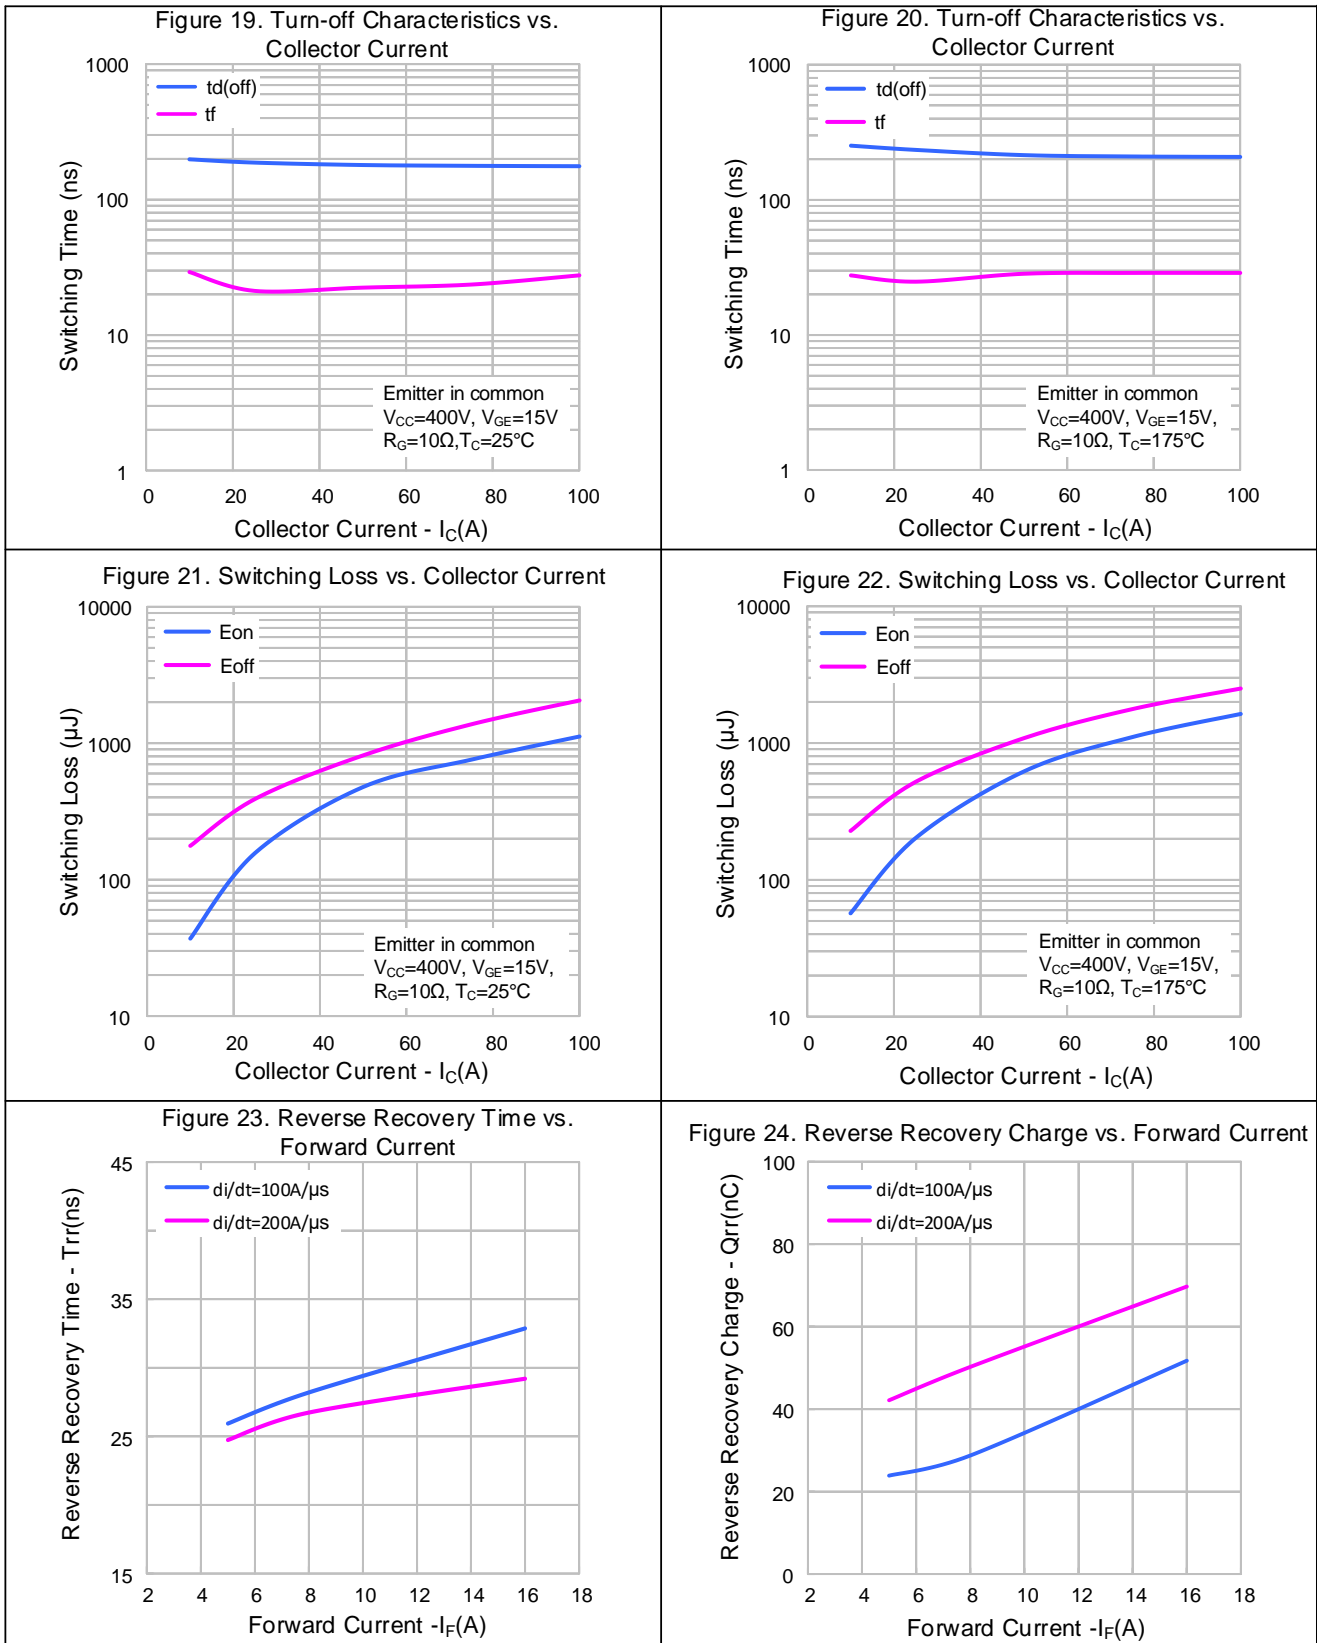 Figure 19. Turn-off Characteristics vs.
Collector Current
1000
100
10
1
td(off)
tf
Switching Time (ns)
Emitter in common
VCC=400V, VGE=15V
RG=10Ω,TC=25°C
0 20 40 60 80 100
Collector Current - IC(A)
Figure 20. Turn-off Characteristics vs.
Collector Current
1000
100
10
1
td(off)
tf
Switching Time (ns)
Emitter in common
VCC=400V, VGE=15V,
RG=10Ω, TC=175°C
0 20 40 60 80 100
Collector Current - IC(A)
Figure 21. Switching Loss vs. Collector Current
10000
1000
100
10
Eon
Eoff
Switching Loss (µJ)
Emitter in common
VCC=400V, VGE=15V,
RG=10Ω, TC=25°C
0 20 40 60 80 100
Collector Current - IC(A)
Figure 22. Switching Loss vs. Collector Current
10000
1000
100
10
Eon
Eoff
Switching Loss (µJ)
Emitter in common
VCC=400V, VGE=15V,
RG=10Ω, TC=175°C
0 20 40 60 80 100
Collector Current - IC(A)
Figure 23. Reverse Recovery Time vs.
Forward Current
45
35
25
15
di/dt=100A/µs
di/dt=200A/µs
Reverse Recovery Time - Trr(ns)
2 4 6 8 10 12 14 16 18
Forward Current -IF(A)
Figure 24. Reverse Recovery Charge vs. Forward Current
100
80
60
40
20
0
di/dt=100A/µs
di/dt=200A/µs
Reverse Recovery Charge - Qrr(nC)
2 4 6 8 10 12 14 16 18
Forward Current -IF(A)